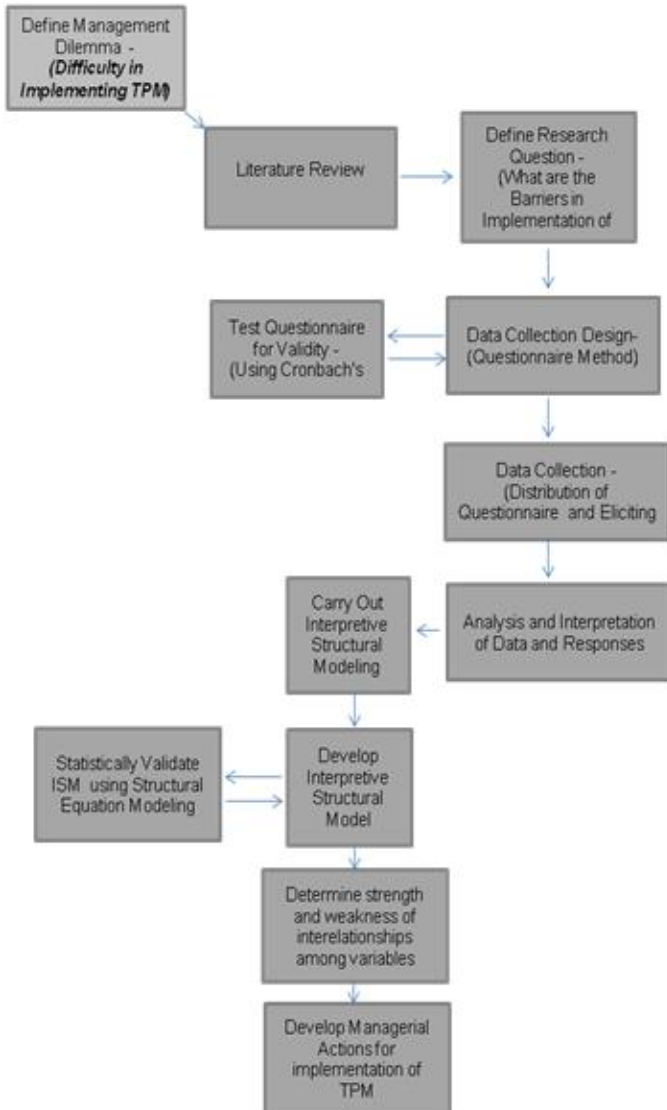 Define Management
Dilemma -
(Difficulty in
Implementing TPM)
Literature Review
Define Research
Question -
(What are the
Barriers in
Implementation of
Test Questionnaire
for Validity -
(Using Cronbach's
Data Collection Design-
(Questionnaire Method)
Data Collection -
(Distribution of
Questionnaire and Eliciting
Carry Out
Interpretive
Structural
Modeling
Analysis and Interpretation
of Data and Responses
Statistically Validate
ISM using Structural
Equation Modeling
Develop
Interpretive
Structural
Model
Determine strength
and weakness of
interelationships
among variables
Develop Managerial
Actions for
implementation of
TPM